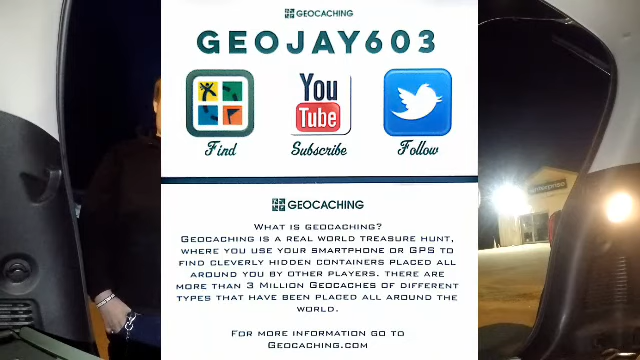 GEOCACHING
GEOJAY603
You
Tube
Find
Subscribe
Follow
GEOCACHING
WHAT IS GEOCACHING?
GEOCACHING IS A REAL WORLD TREASURE HUNT,
WHERE YOU USE YOUR SMARTPHONE OR GPS TO
FIND CLEVERLY HIDDEN CONTAINERS PLACED ALL
AROUND YOU BY OTHER PLAYERS. THERE ARE
MORE THAN 3 MILLION GEOCACHES OF DIFFERENT
TYPES THAT HAVE BEEN PLACED ALL AROUND THE
WORLD.
FOR MORE INFORMATION GO TO
GEOCACHING.COM
enterprise